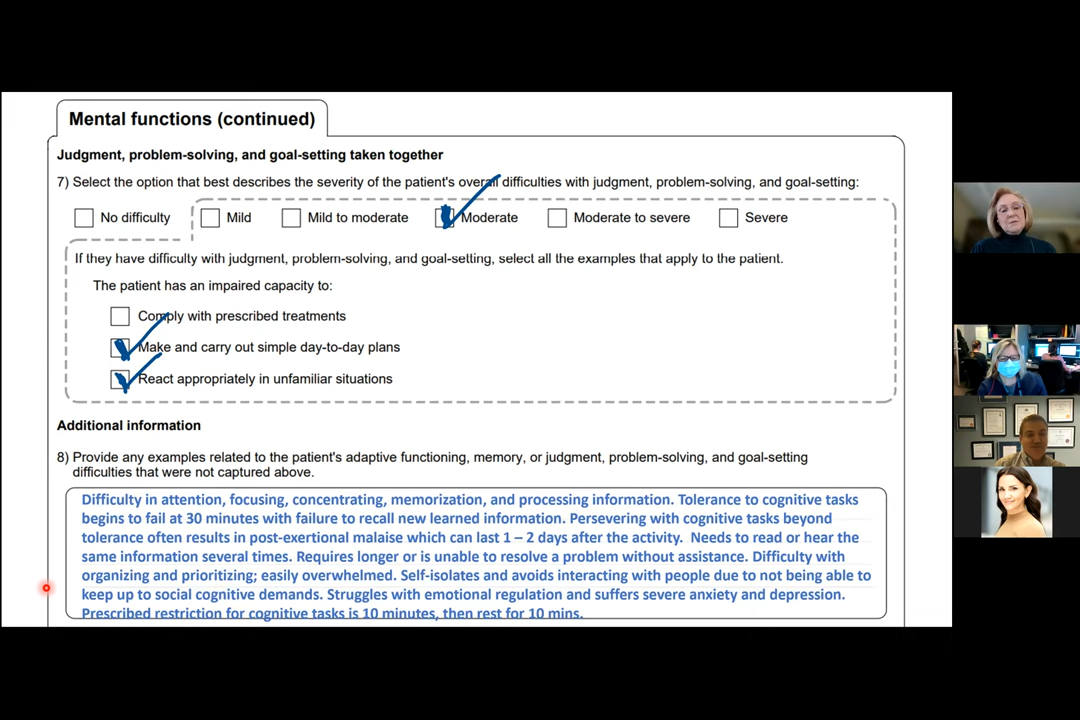 Mental functions (continued)
Judgment, problem-solving, and goal-setting taken together
7) Select the option that best describes the severity of the patient's overall difficulties with judgment, problem-solving, and goal-setting:
No difficulty Mild Mild to moderate Moderate Moderate to severe Severe
If they have difficulty with judgment, problem-solving, and goal-setting, select all the examples that apply to the patient.
The patient has an impaired capacity to:
Comply with prescribed treatments
Make and carry out simple day-to-day plans
React appropriately in unfamiliar situations
Additional information
8) Provide any examples related to the patient's adaptive functioning, memory, or judgment, problem-solving, and goal-setting
difficulties that were not captured above.
Difficulty in attention, focusing, concentrating, memorization, and processing information. Tolerance to cognitive tasks
begins to fail at 30 minutes with failure to recall new learned information. Persevering with cognitive tasks beyond
tolerance often results in post-exertional malaise which can last 1 – 2 days after the activity. Needs to read or hear the
same information several times. Requires longer or is unable to resolve a problem without assistance. Difficulty with
organizing and prioritizing; easily overwhelmed. Self-isolates and avoids interacting with people due to not being able to
keep up to social cognitive demands. Struggles with emotional regulation and suffers severe anxiety and depression.
Prescribed restriction for cognitive tasks is 10 minutes, then rest for 10 mins.